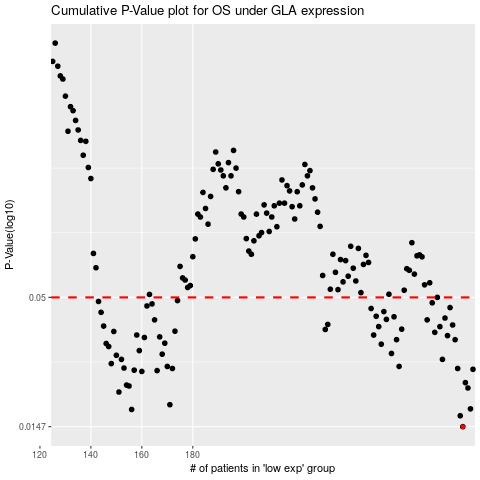 Cumulative P-Value plot for OS under GLA expression
P-Value(log10)
0.05
0.0147
120 140 160 180
# of patients in 'low exp' group